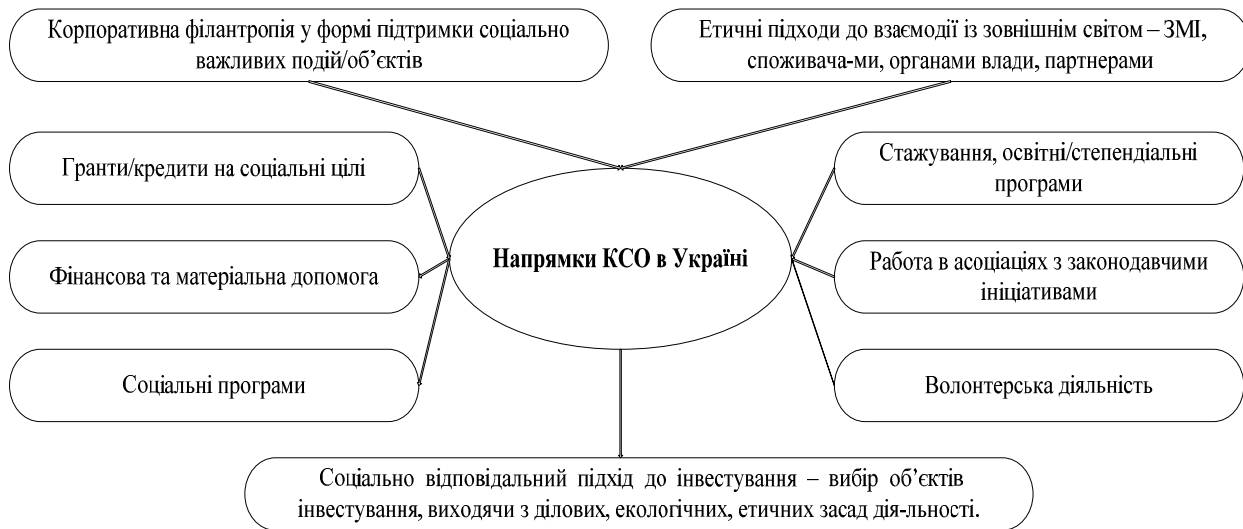 Корпоративна філантропія у формі підтримки соціально
важливих подій/об’єктів
Етичні підходи до взаємодії із зовнішнім світом – ЗМІ,
споживача-ми, органами влади, партнерами
Гранти/кредити на соціальні цілі
Стажування, освітні/степендіальні
програми
Напрямки КСО в Україні
Фінансова та матеріальна допомога
Работа в асоціаціях з законодавчими
ініціативами
Соціальні програми
Волонтерська діяльність
Соціально відповідальний підхід до інвестування – вибір об’єктів
інвестування, виходячи з ділових, екологічних, етичних засад дія-льності.